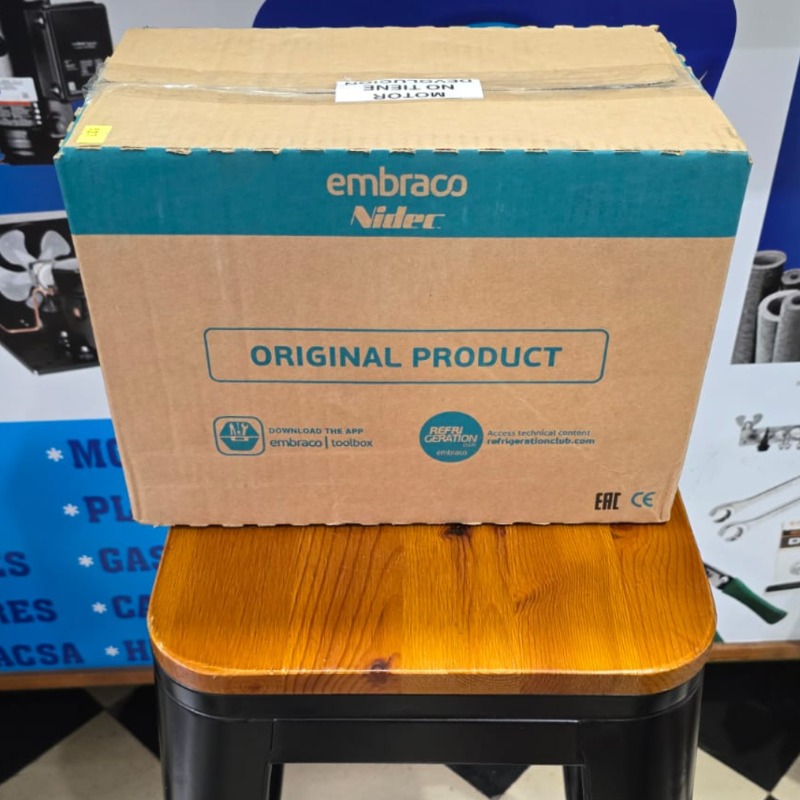 MOTOR
NO TIENE
DEVOLUCION
embraco
Nidec
ORIGINAL PRODUCT
DOWNLOAD THE APP
embraco | toolbox
REFRI
GERATION
embraco
Access technical content
refrigerationclub.com
EAC CE
*MO
*PL
*GAS
RES *CA
ACSA *H